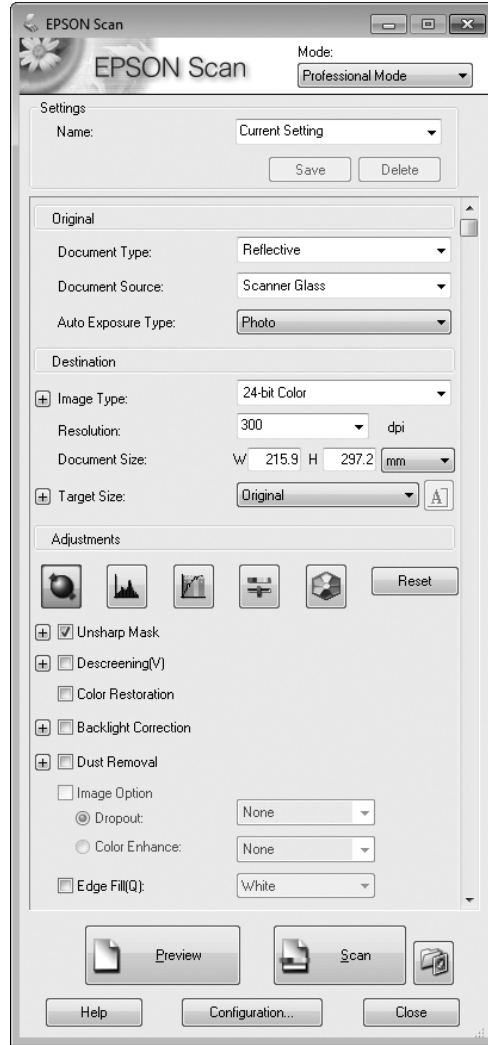 EPSON Scan
EPSON Scan
Mode:
Professional Mode
Settings
Name: Current Setting
Save Delete
Original
Document Type: Reflective
Document Source: Scanner Glass
Auto Exposure Type: Photo
Destination
Image Type: 24-bit Color
Resolution: 300 dpi
Document Size: W 215.9 H 297.2 mm
Target Size: Original A
Adjustments
Reset
Unsharp Mask
Descreening(V)
Color Restoration
Backlight Correction
Dust Removal
Image Option
Dropout: None
Color Enhance: None
Edge Fill(Q): White
Preview Scan
Help Configuration... Close